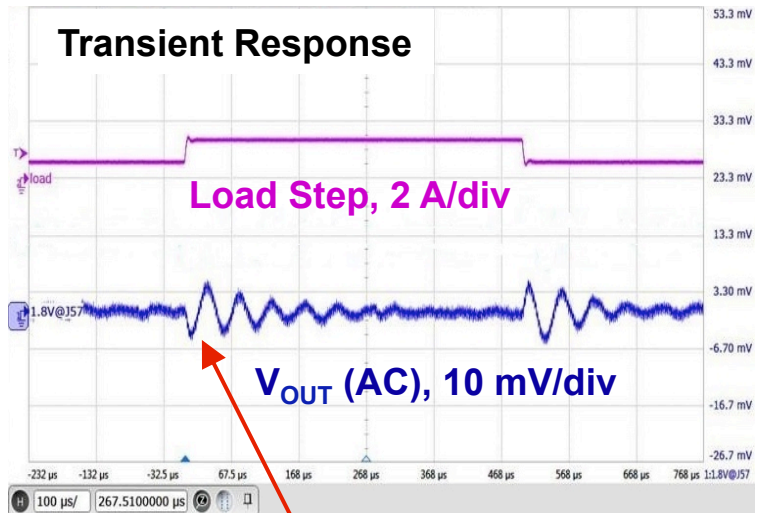 Transient Response
53.3 mV
43.3 mV
33.3 mV
T
load
23.3 mV
Load Step, 2 A/div
13.3 mV
3.30 mV
1.8V@J57
-6.70 mV
VOUT (AC), 10 mV/div
-16.7 mV
-26.7 mV
-232 µs -132 µs -32.5 µs 67.5 µs 168 µs 268 µs 368 µs 468 µs 568 µs 668 µs 768 µs 1:1.8V@J57
H 100 µs/ 267.5100000 µs Z